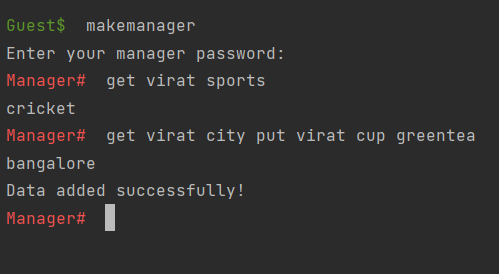 Guest$ makemanager
Enter your manager password:
Manager# get virat sports
cricket
Manager# get virat city put virat cup greentea
bangalore
Data added successfully!
Manager#